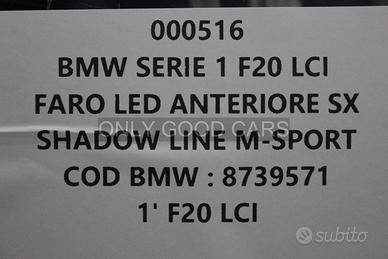 000516
BMW SERIE 1 F20 LCI
FARO LED ANTERIORE SX
ONLY GOOD CARS
SHADOW LINE M-SPORT
COD BMW : 8739571
1' F20 LCI
subito